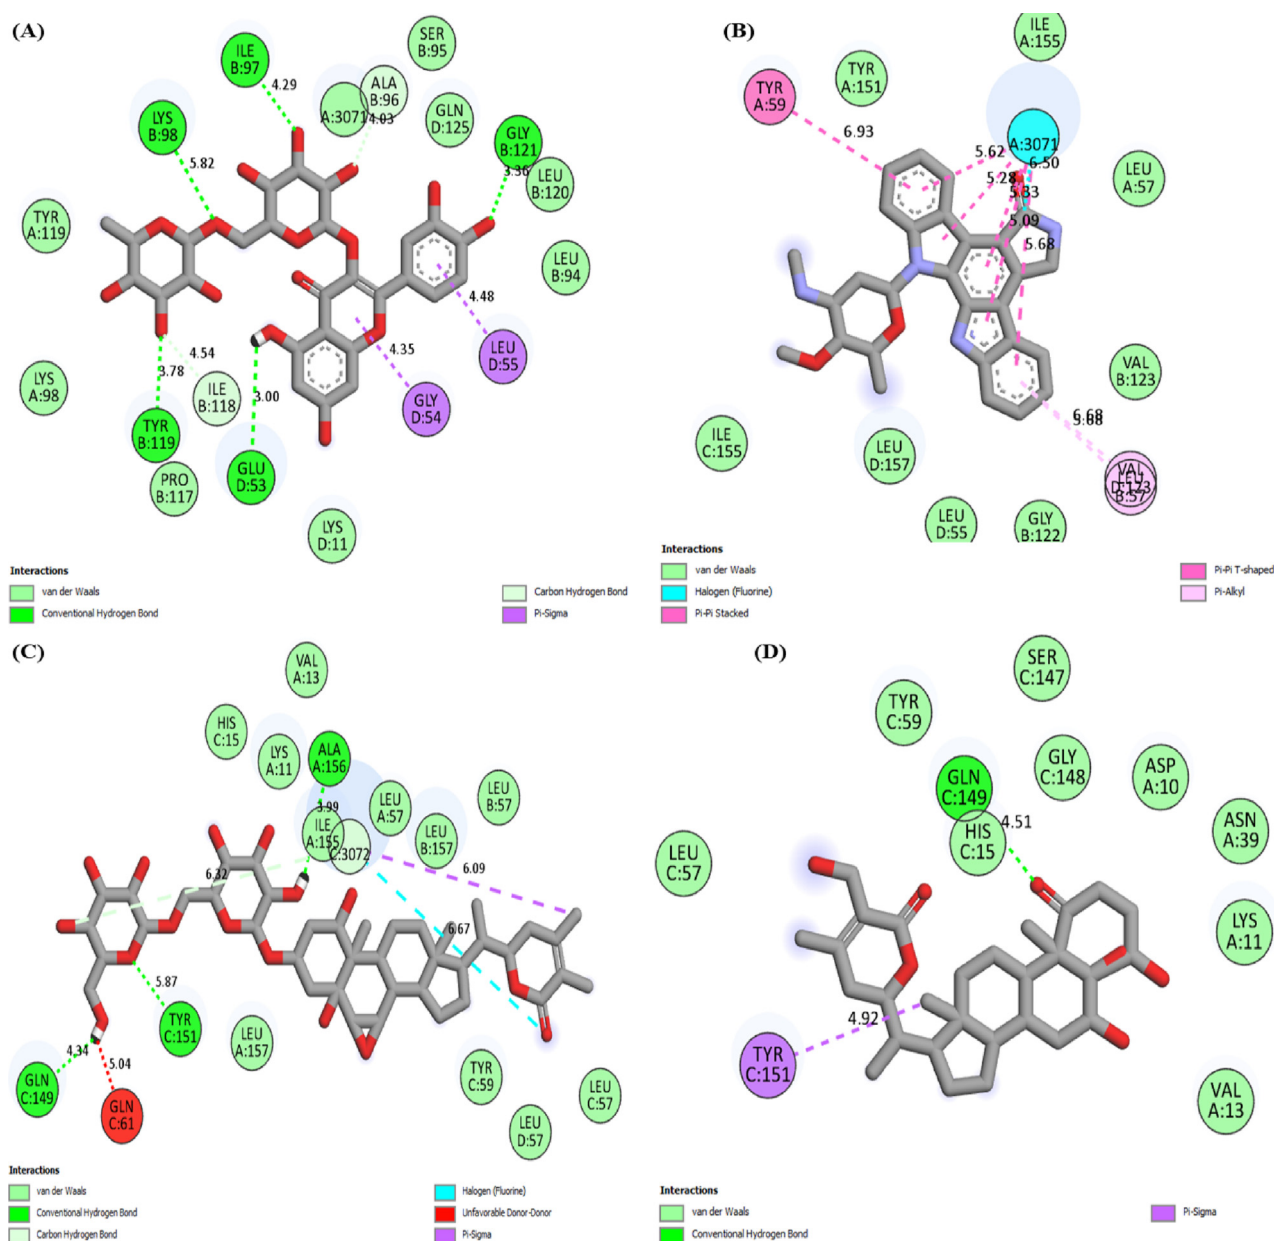 (A)
ILE
B:97
SER
B:95
4.29
ALA
B:96
A:3071
4.03
GLN
D:125
LYS
B:98
GLY
B:121
3.36
5.82
LEU
B:120
TYR
A:119
LEU
B:94
4.48
4.54
4.35
LEU
D:55
3.78
LYS
A:98
ILE
B:118
3.00
GLY
D:54
TYR
B:119
GLU
D:53
PRO
B:117
LYS
D:11
Interactions
van der Waals
Conventional Hydrogen Bond
Carbon Hydrogen Bond
Pi-Sigma
(B)
ILE
A:155
TYR
A:151
TYR
A:59
6.93
5.62
A:3071
6.50
5.28
5.33
LEU
A:57
5.09
5.68
VAL
B:123
ILE
C:155
LEU
D:157
6.68
VAL
D:123
LEU
B:57
LEU
D:55
GLY
B:122
Interactions
van der Waals
Halogen (Fluorine)
Pi-Pi Stacked
Pi-Pi T-shaped
Pi-Alkyl
(C)
VAL
A:13
HIS
C:15
LYS
A:11
ALA
A:156
LEU
B:57
3.99
LEU
A:57
ILE
A:155
C:3072
LEU
B:157
6.32
6.09
6.67
5.87
TYR
C:151
LEU
A:157
4.34
5.04
GLN
C:149
GLN
C:61
TYR
C:59
LEU
C:57
LEU
D:57
Interactions
van der Waals
Conventional Hydrogen Bond
Carbon Hydrogen Bond
Halogen (Fluorine)
Unfavorable Donor-Donor
Pi-Sigma
(D)
SER
C:147
TYR
C:59
GLN
C:149
GLY
C:148
ASP
A:10
4.51
HIS
C:15
ASN
A:39
LEU
C:57
LYS
A:11
4.92
TYR
C:151
VAL
A:13
Interactions
van der Waals
Conventional Hydrogen Bond
Pi-Sigma